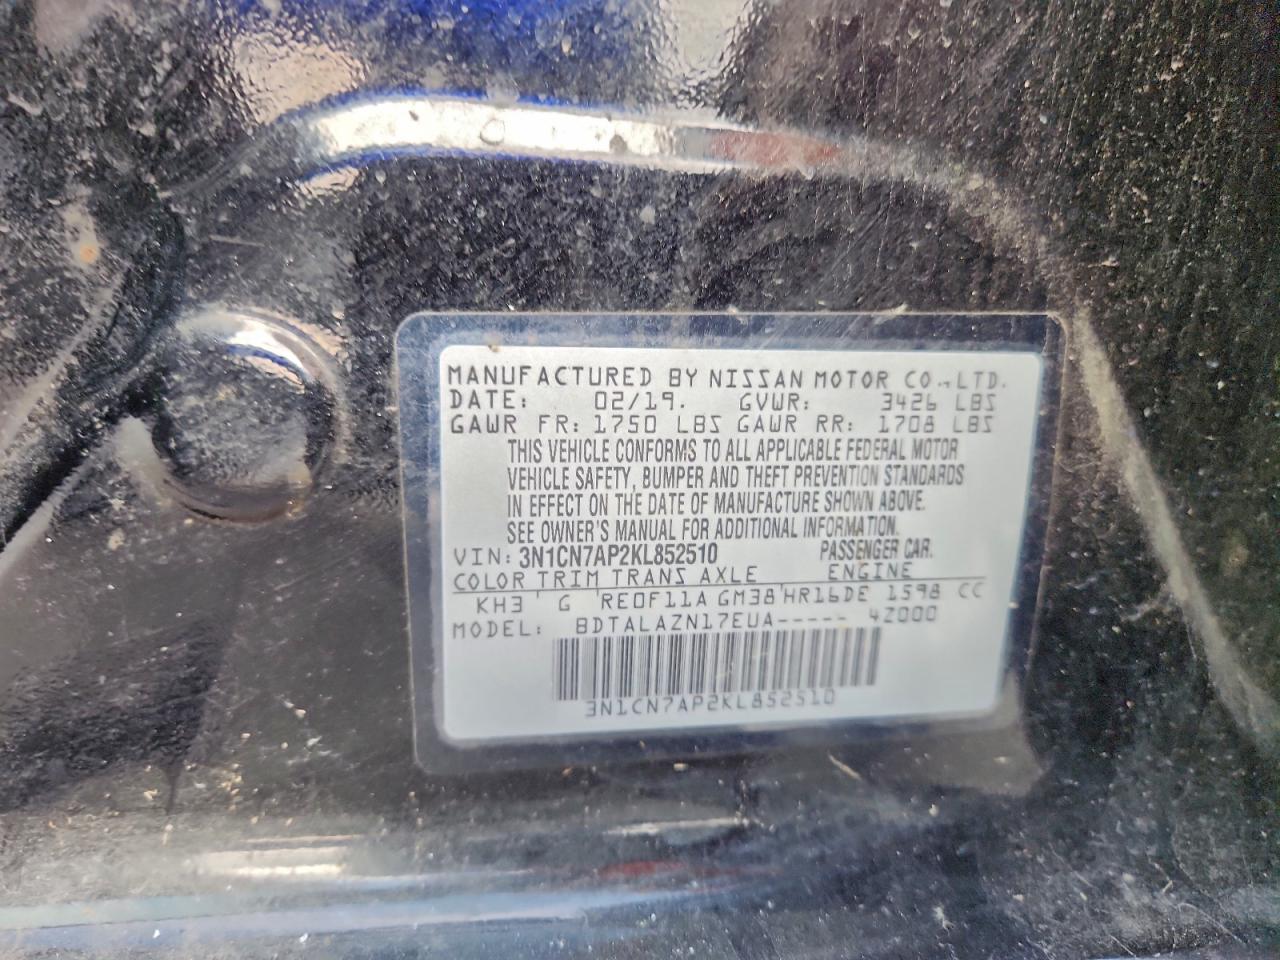 MANUFACTURED BY NISSAN MOTOR CO., LTD.
DATE: 02/19. GVWR: 3426 LBS
GAWR FR: 1750 LBS GAWR RR: 1708 LBS
THIS VEHICLE CONFORMS TO ALL APPLICABLE FEDERAL MOTOR
VEHICLE SAFETY, BUMPER AND THEFT PREVENTION STANDARDS
IN EFFECT ON THE DATE OF MANUFACTURE SHOWN ABOVE.
SEE OWNER'S MANUAL FOR ADDITIONAL INFORMATION.
VIN: 3N1CN7AP2KL852510 PASSENGER CAR.
COLOR TRIM TRANS AXLE ENGINE
KH3 G RE0F11A GM38 HR16DE 1598 CC
MODEL: BDTALAZN17EUA----- 4Z000
3N1CN7AP2KL852510